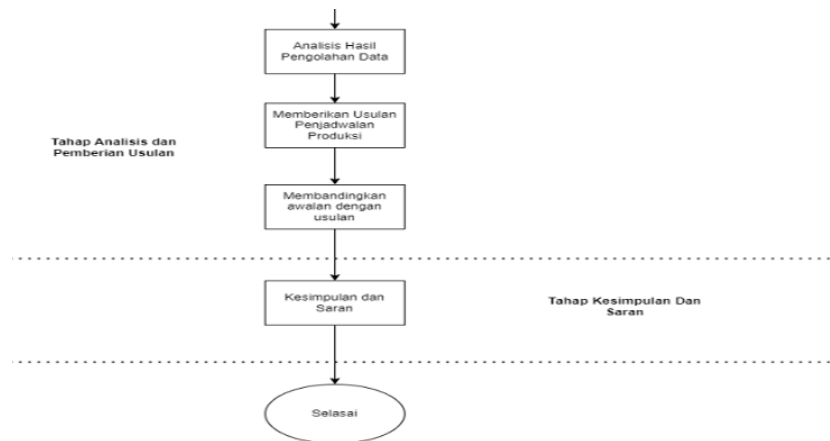 Analisis Hasil
Pengolahan Data
Memberikan Usulan
Penjadwalan
Produksi
Tahap Analisis dan
Pemberian Usulan
Membandingkan
awalan dengan
usulan
Kesimpulan dan
Saran
Tahap Kesimpulan Dan
Saran
Selasai